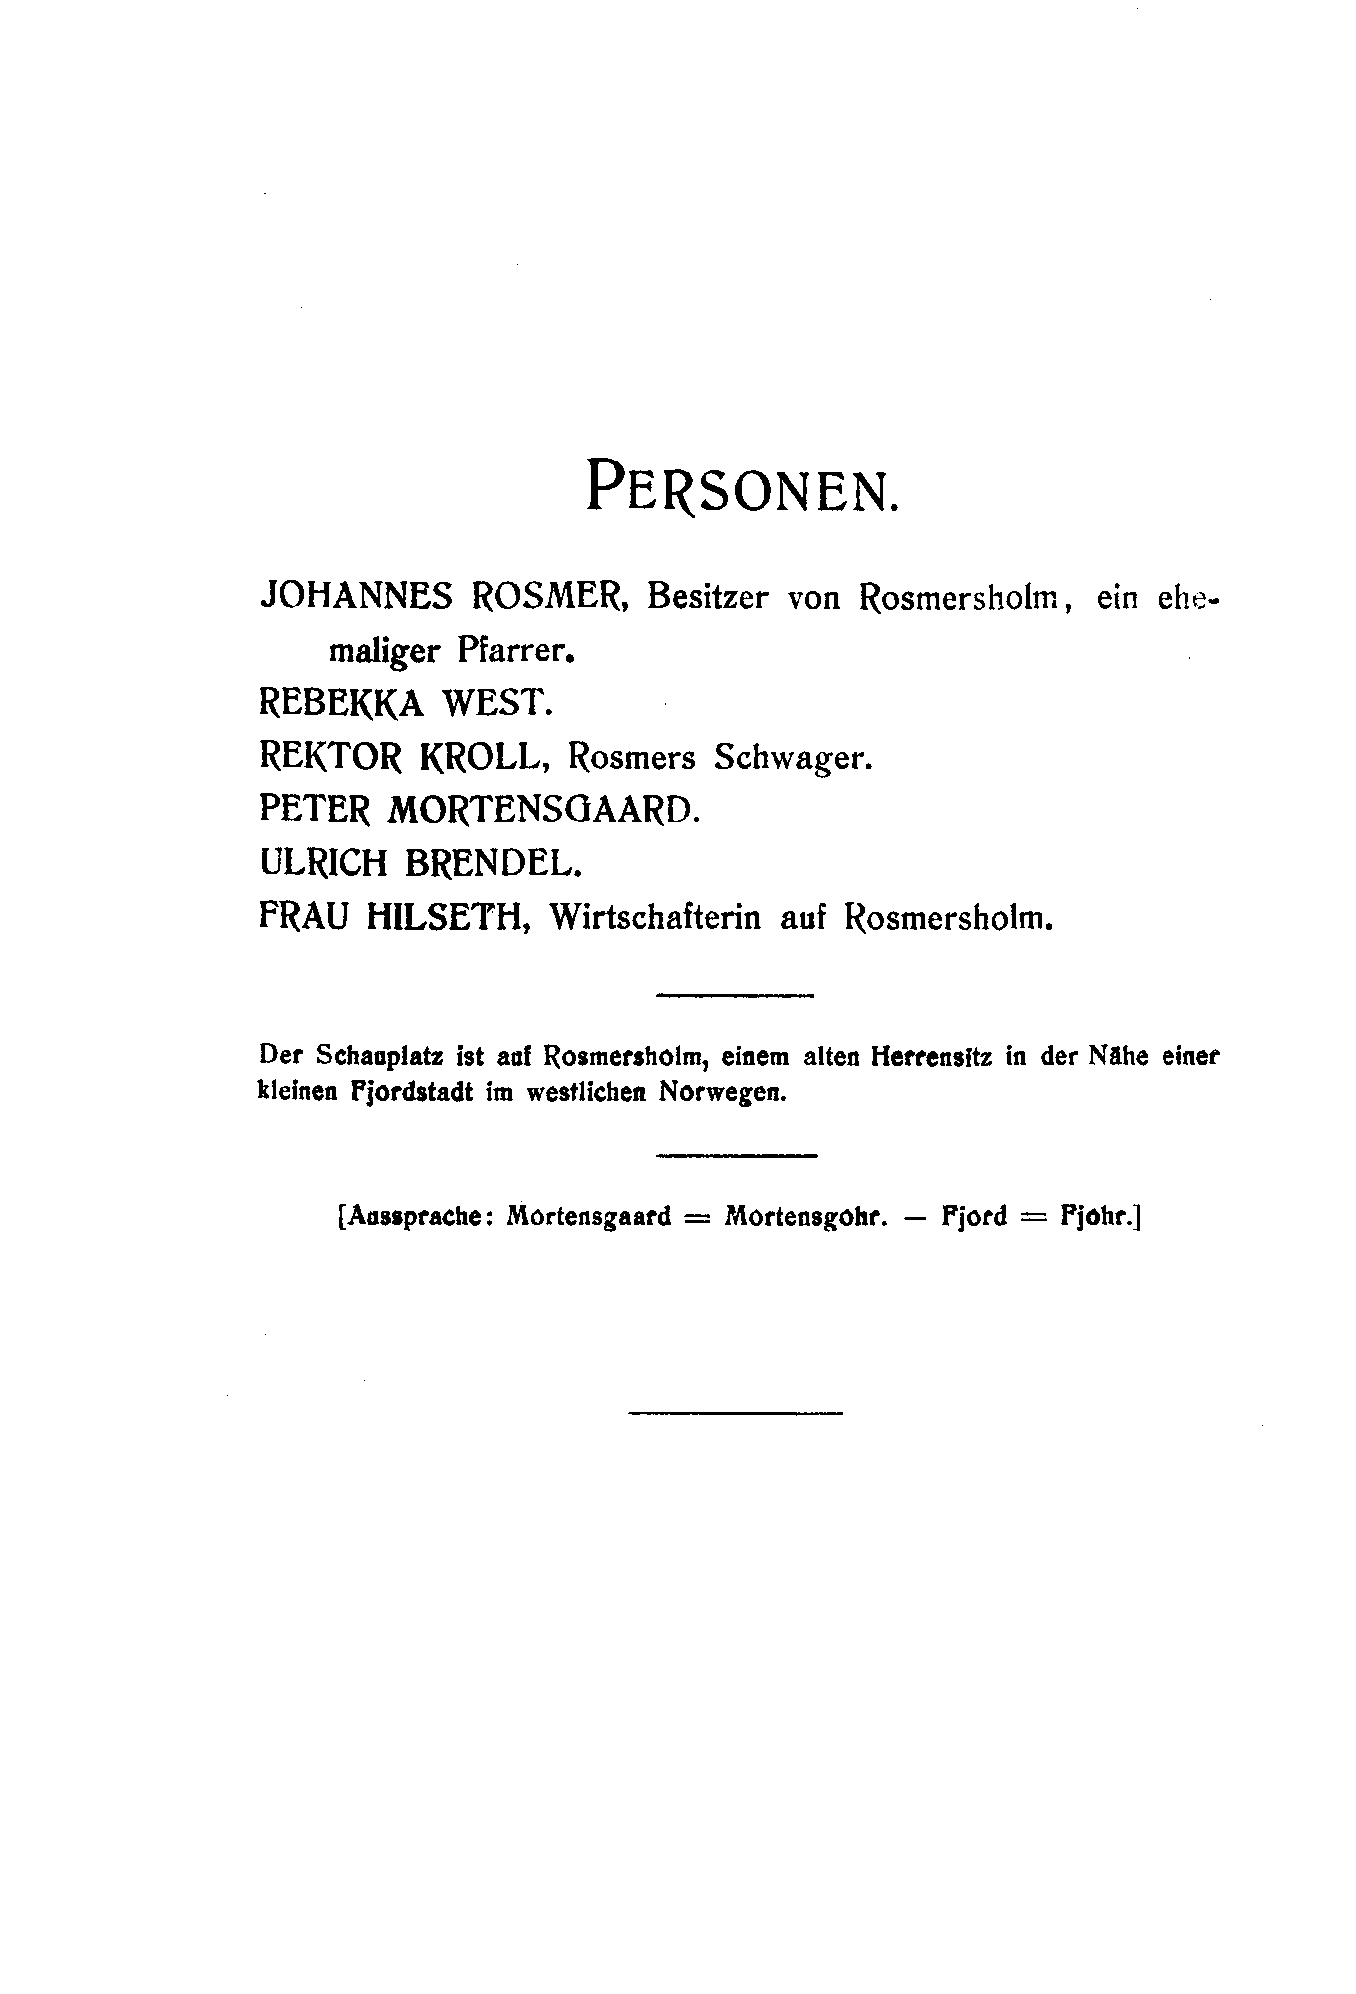 PERSONEN.
JOHANNES ROSMER, Besitzer von Rosmersholm, ein ehe-
maliger Pfarrer.
REBEKKA WEST.
REKTOR KROLL, Rosmers Schwager.
PETER MORTENSGAARD.
ULRICH BRENDEL.
FRAU HILSETH, Wirtschafterin auf Rosmersholm.
Der Schauplatz ist auf Rosmersholm, einem alten Herrensitz in der Nähe einer
kleinen Fjordstadt im westlichen Norwegen.
[Aussprache: Mortensgaard = Mortensgohr. — Fjord = Fjohr.]